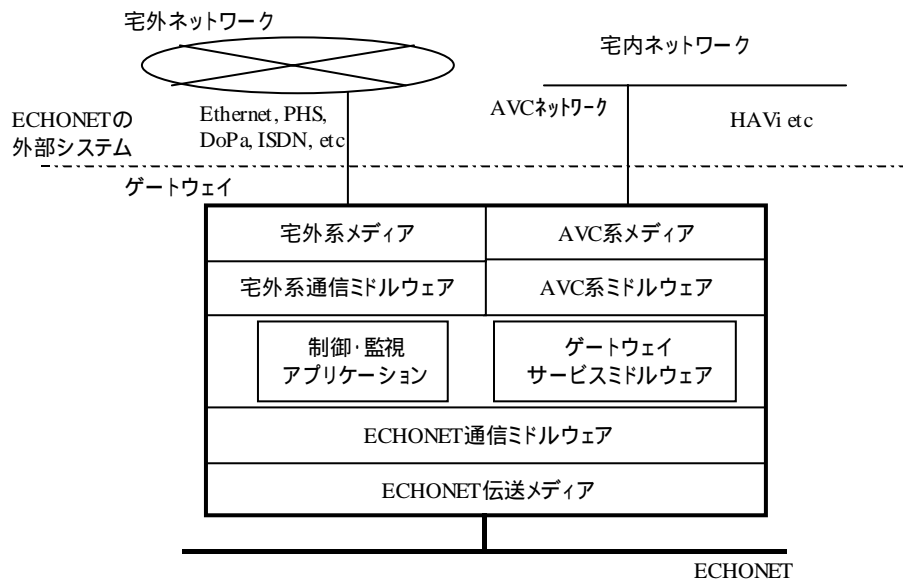 宅外ネットワーク
宅内ネットワーク
Ethernet, PHS,
DoPa, ISDN, etc
AVCネットワーク
HAVi etc
ECHONETの
外部システム
ゲートウェイ
宅外系メディア
AVC系メディア
宅外系通信ミドルウェア
AVC系ミドルウェア
制御・監視
アプリケーション
ゲートウェイ
サービスミドルウェア
ECHONET通信ミドルウェア
ECHONET伝送メディア
ECHONET